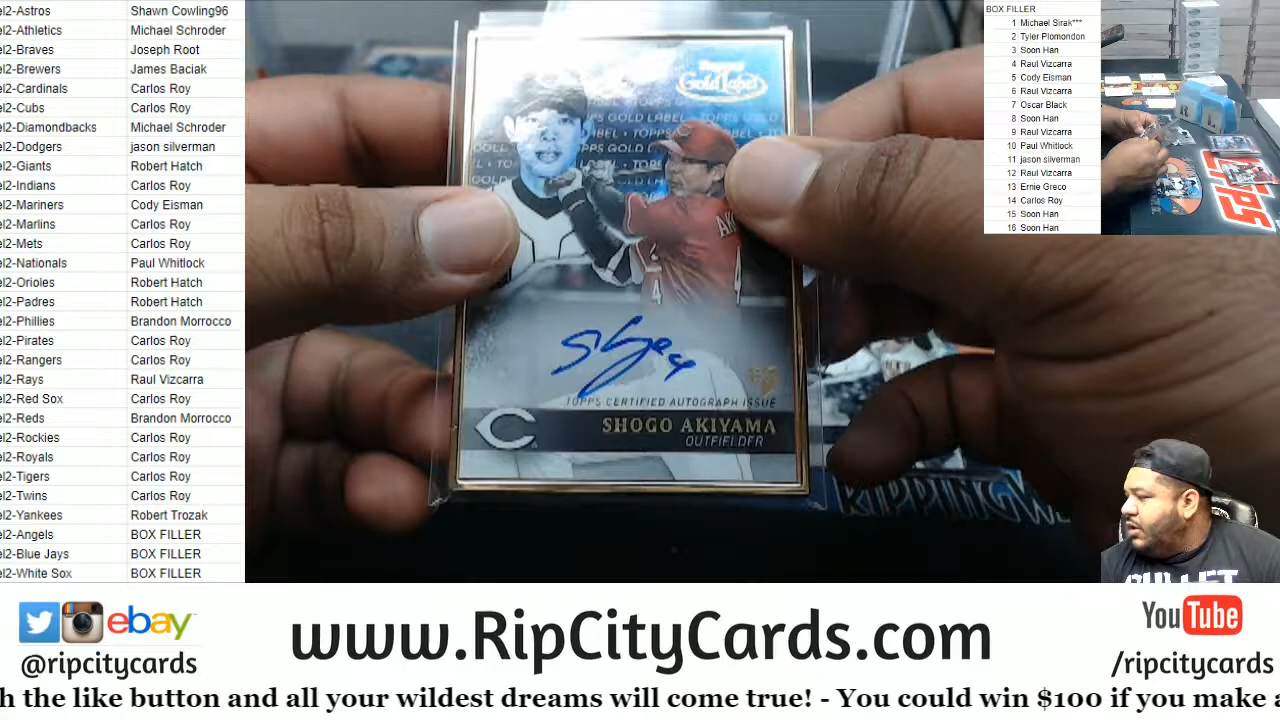 el2-Astros Shawn Cowling96
el2-Athletics Michael Schroder
el2-Braves Joseph Root
el2-Brewers James Baciak
el2-Cardinals Carlos Roy
el2-Cubs Carlos Roy
el2-Diamondbacks Michael Schroder
el2-Dodgers jason silverman
el2-Giants Robert Hatch
el2-Indians Carlos Roy
el2-Mariners Cody Eisman
el2-Marlins Carlos Roy
el2-Mets Carlos Roy
el2-Nationals Paul Whitlock
el2-Orioles Robert Hatch
el2-Padres Robert Hatch
el2-Phillies Brandon Morrocco
el2-Pirates Carlos Roy
el2-Rangers Carlos Roy
el2-Rays Raul Vizcarra
el2-Red Sox Carlos Roy
el2-Reds Brandon Morrocco
el2-Rockies Carlos Roy
el2-Royals Carlos Roy
el2-Tigers Carlos Roy
el2-Twins Carlos Roy
el2-Yankees Robert Trozak
el2-Angels BOX FILLER
el2-Blue Jays BOX FILLER
el2-White Sox BOX FILLER
Gold Label
TOPPS CERTIFIED AUTOGRAPH ISSUE
C
SHOGO AKIYAMA
OUTFIELDER
RIPPING
BOX FILLER
1 Michael Sirak***
2 Tyler Plomondon
3 Soon Han
4 Raul Vizcarra
5 Cody Eisman
6 Raul Vizcarra
7 Oscar Black
8 Soon Han
9 Raul Vizcarra
10 Paul Whitlock
11 jason silverman
12 Raul Vizcarra
13 Ernie Greco
14 Carlos Roy
15 Soon Han
16 Soon Han
TOPPS
BULLET
ebay
@ripcitycards
www.RipCityCards.com
YouTube
/ripcitycards
h the like button and all your wildest dreams will come true! - You could win $100 if you make a